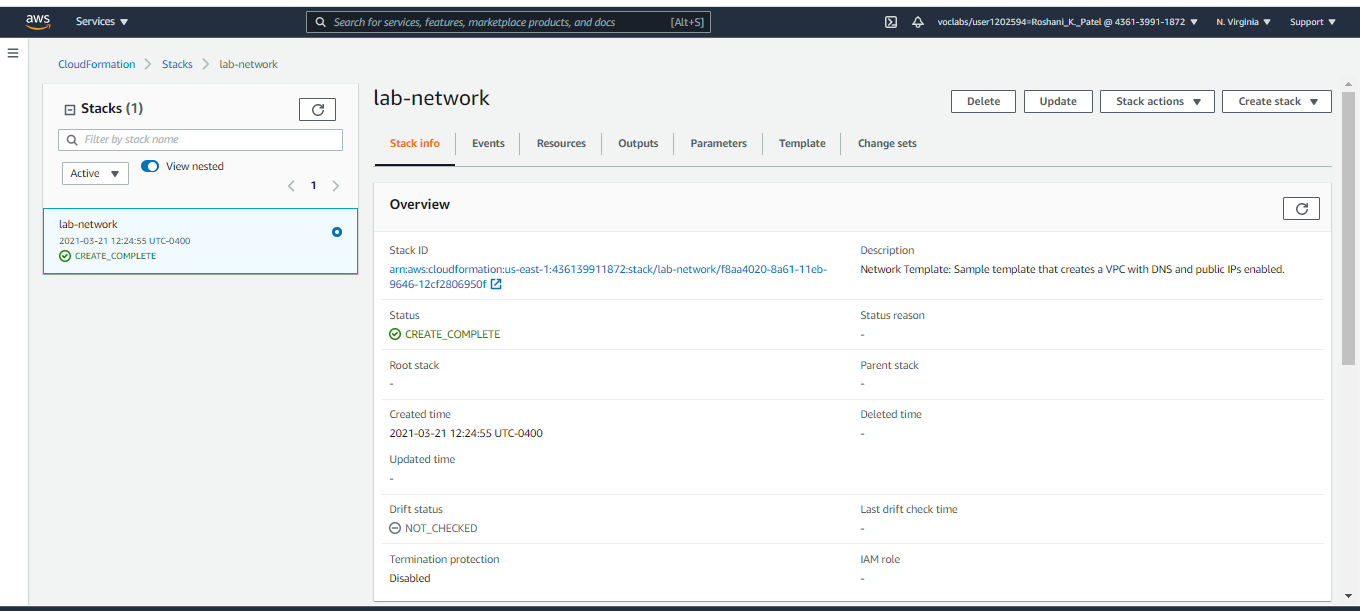 aws
Services
Search for services, features, marketplace products, and docs
[Alt+S]
voclabs/user1202594=Roshani_K._Patel @ 4361-3991-1872
N. Virginia
Support
CloudFormation
Stacks
lab-network
Stacks (1)
Filter by stack name
Active
View nested
1
lab-network
2021-03-21 12:24:55 UTC-0400
CREATE_COMPLETE
lab-network
Delete
Update
Stack actions
Create stack
Stack info
Events
Resources
Outputs
Parameters
Template
Change sets
Overview
Stack ID
arn:aws:cloudformation:us-east-1:436139911872:stack/lab-network/f8aa4020-8a61-11eb-
9646-12cf2806950f
Description
Network Template: Sample template that creates a VPC with DNS and public IPs enabled.
Status
CREATE_COMPLETE
Status reason
-
Root stack
-
Parent stack
-
Created time
2021-03-21 12:24:55 UTC-0400
Deleted time
-
Updated time
-
Drift status
NOT_CHECKED
Last drift check time
-
Termination protection
Disabled
IAM role
-